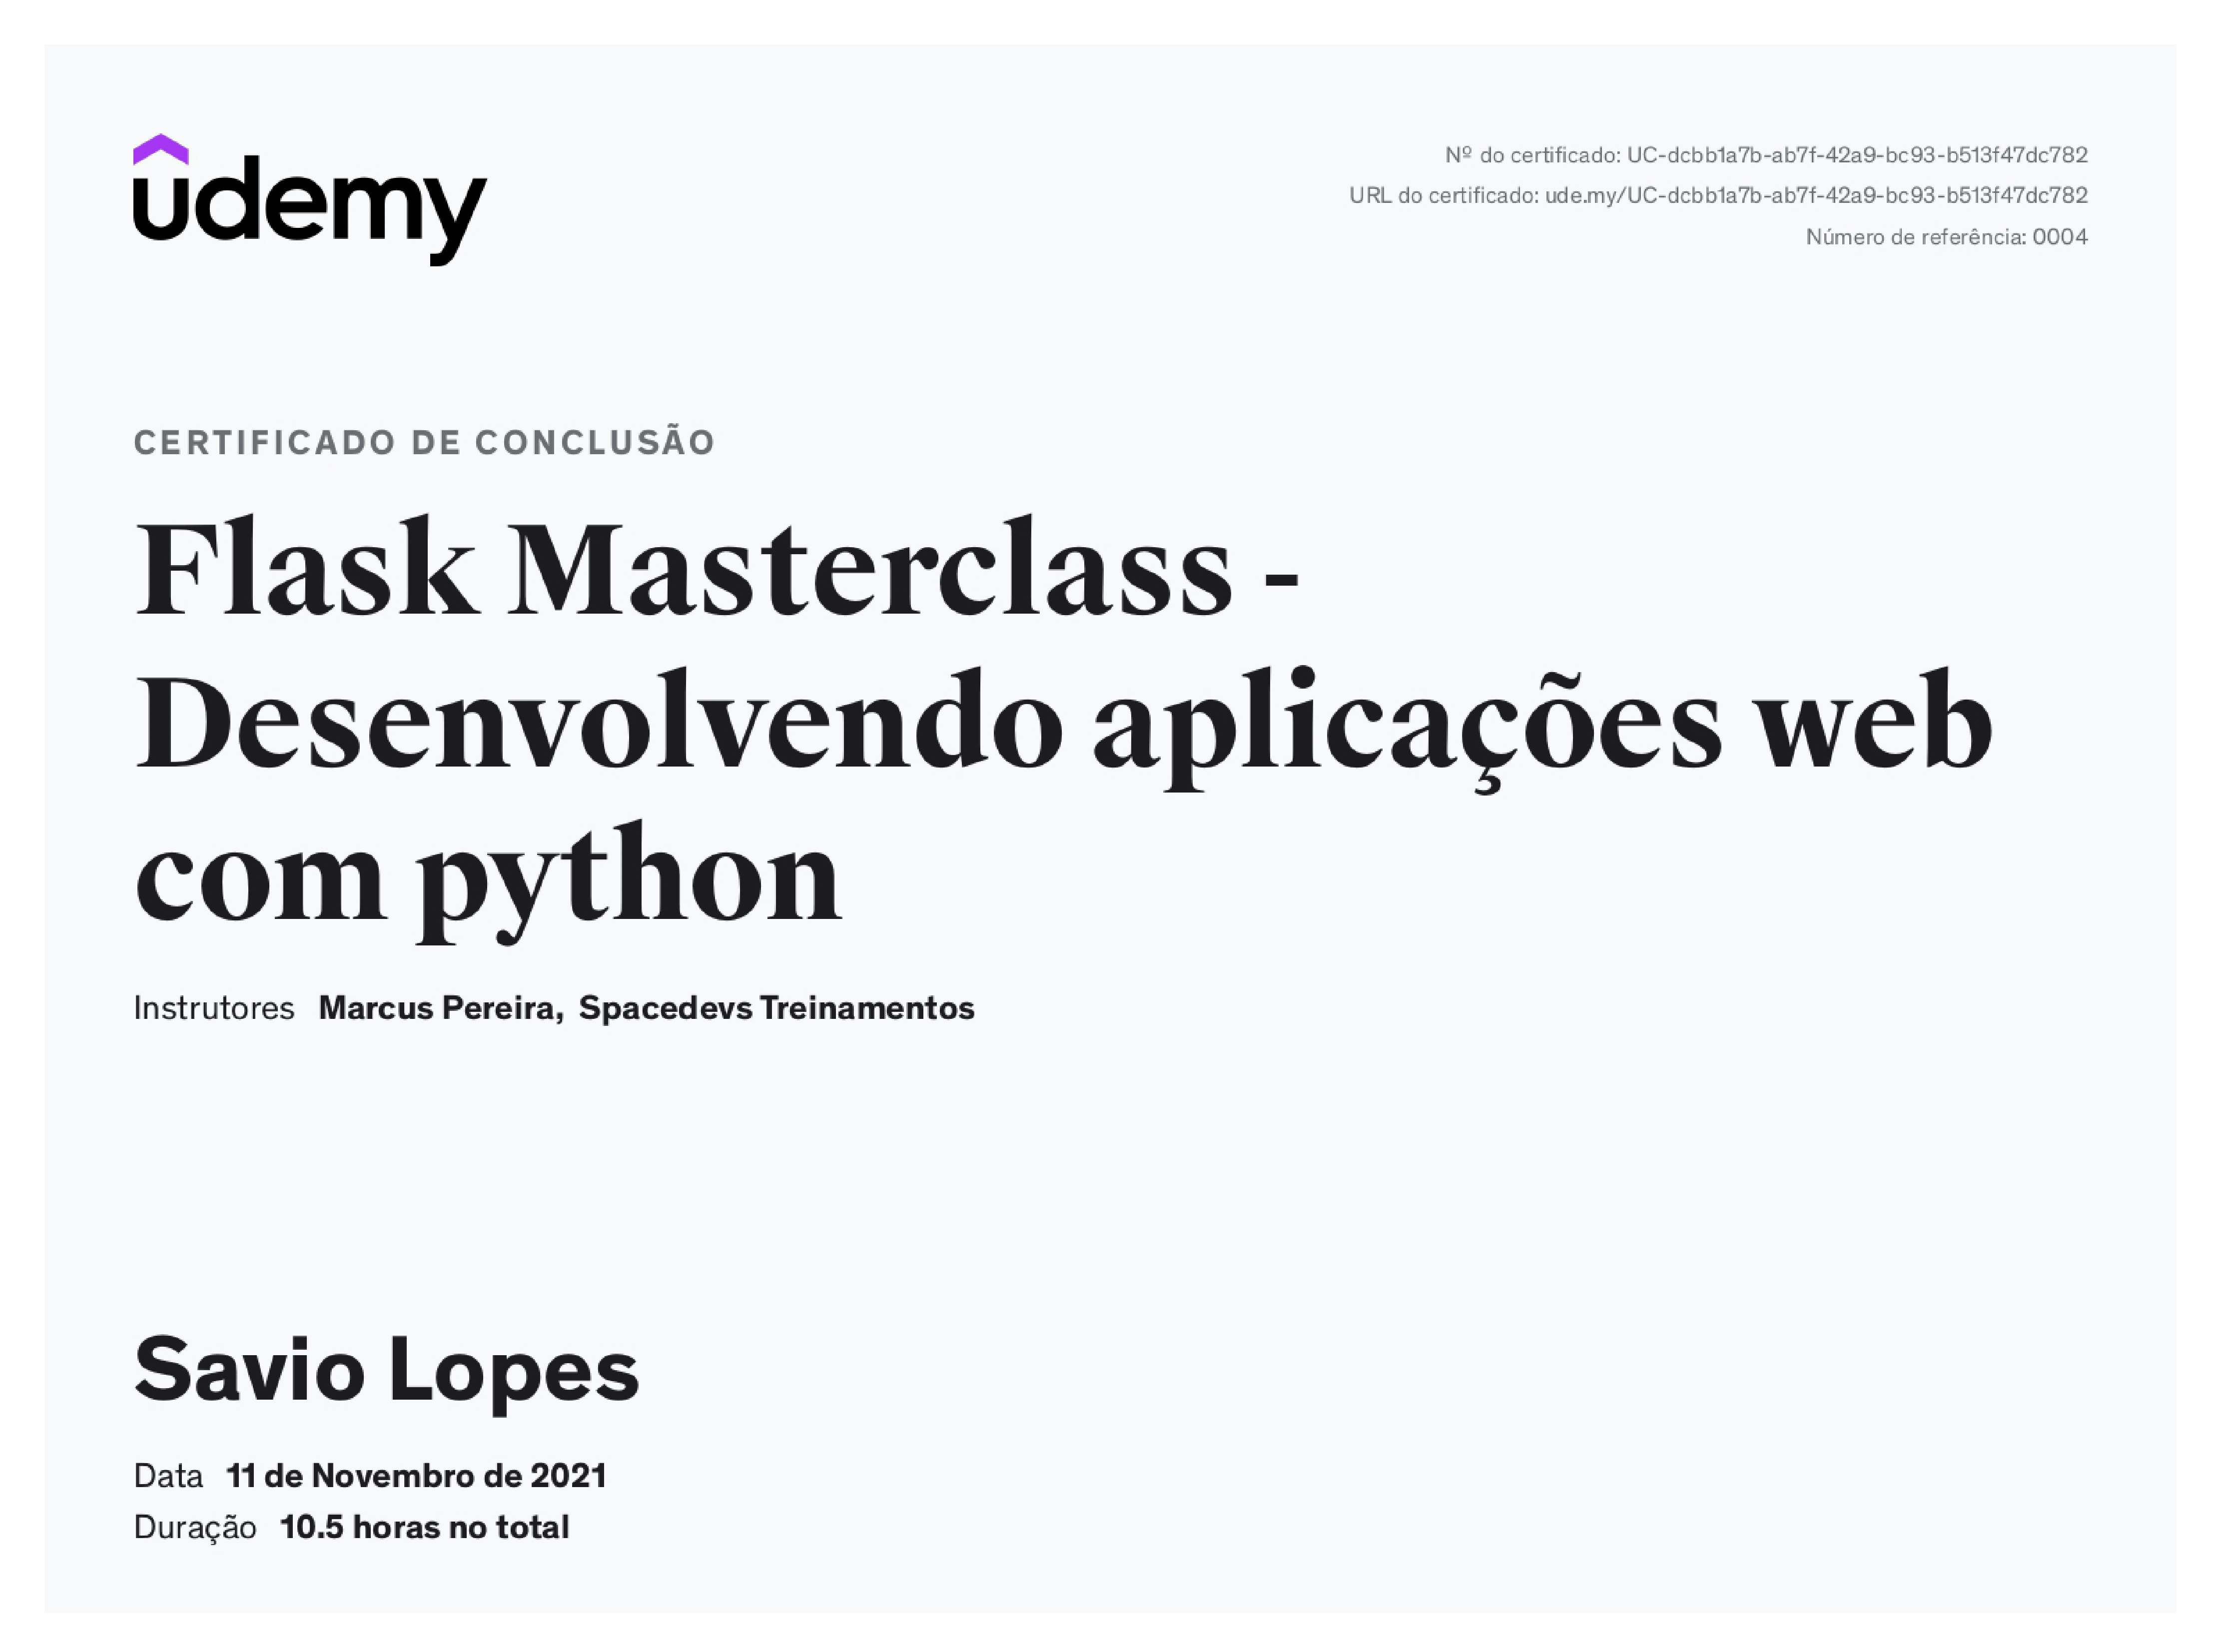 udemy
Nº do certificado: UC-dcbb1a7b-ab7f-42a9-bc93-b513f47dc782
URL do certificado: ude.my/UC-dcbb1a7b-ab7f-42a9-bc93-b513f47dc782
Número de referência: 0004
CERTIFICADO DE CONCLUSÃO
Flask Masterclass -
Desenvolvendo aplicações web
com python
Instrutores Marcus Pereira, Spacedevs Treinamentos
Savio Lopes
Data 11 de Novembro de 2021
Duração 10.5 horas no total